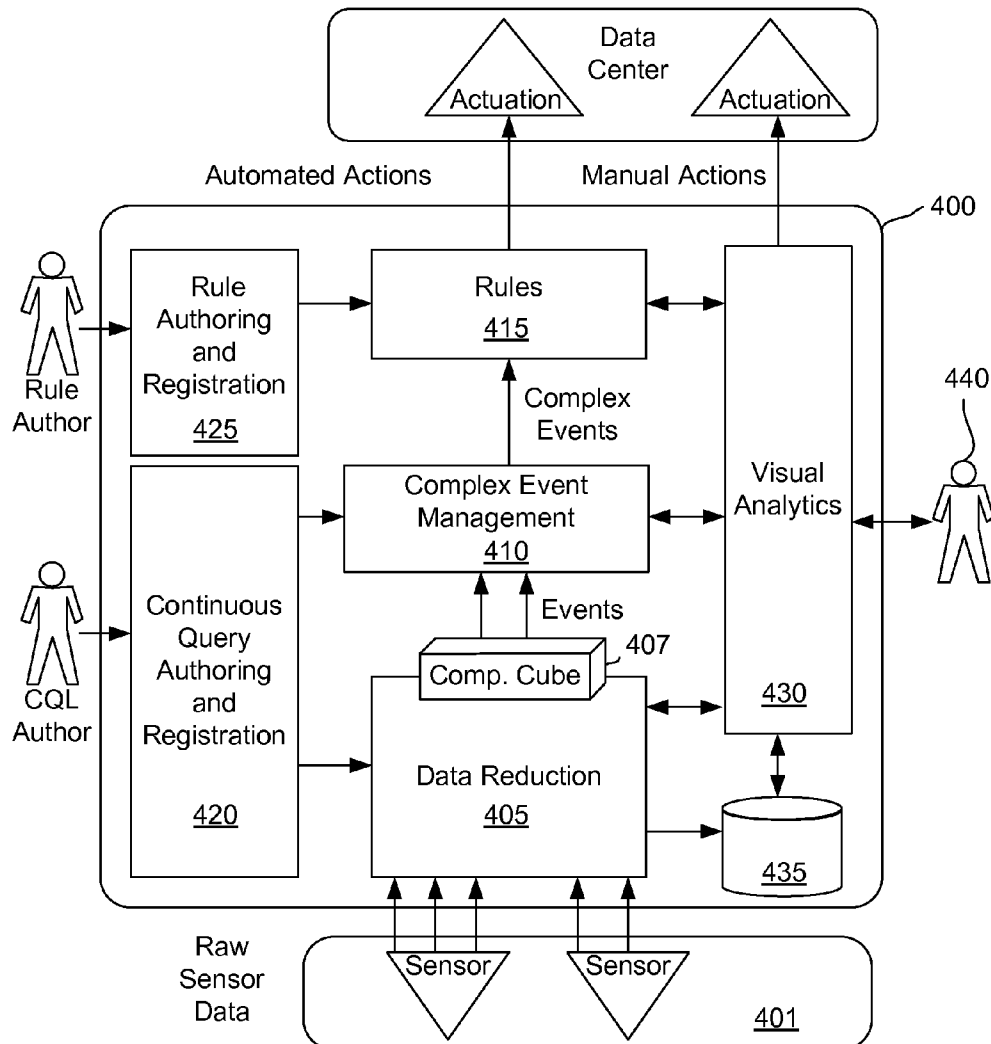 Data
Center
Actuation
Actuation
Automated Actions
Manual Actions
400
Rule
Authoring
and
Registration
425
Rules
415
Rule
Author
Complex
Events
440
Visual
Analytics
430
Complex Event
Management
410
Events
407
Comp. Cube
Continuous
Query
Authoring
and
Registration
420
CQL
Author
Data Reduction
405
435
Raw
Sensor
Data
Sensor
Sensor
401